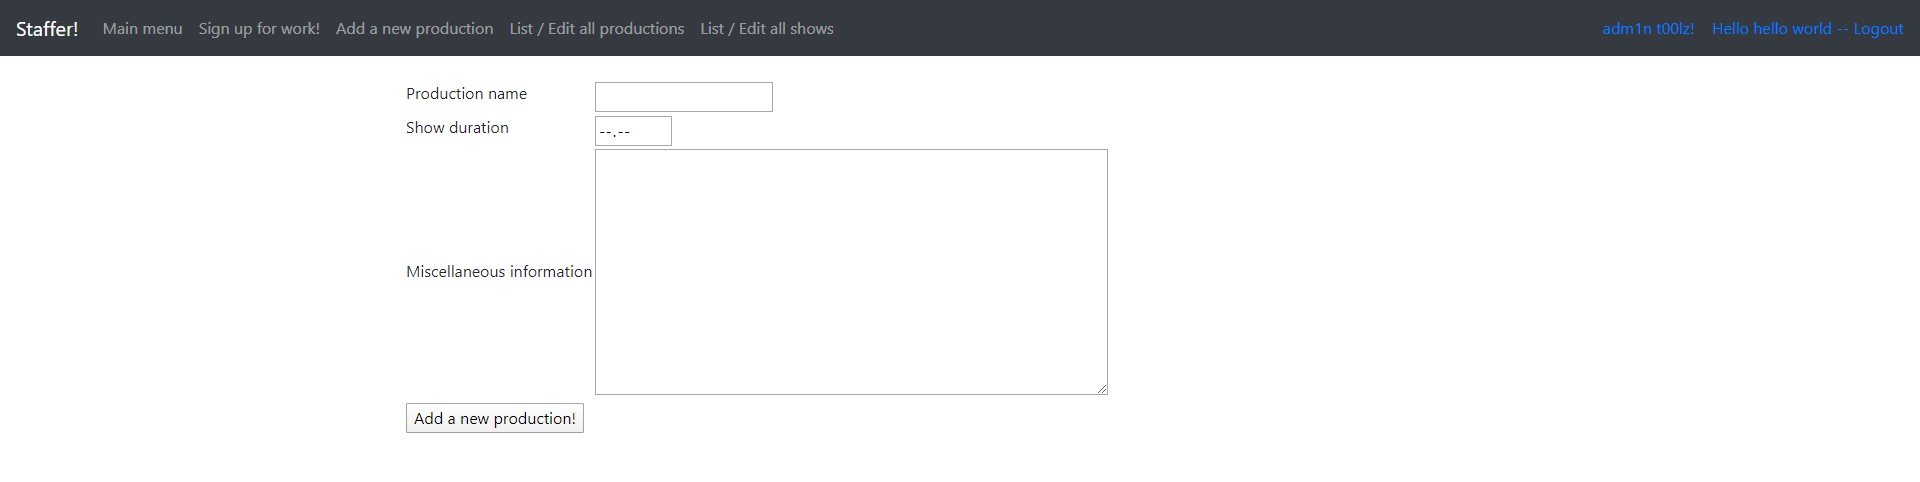 Staffer! Main menu Sign up for work! Add a new production List / Edit all productions List / Edit all shows adm1n t00lz! Hello hello world -- Logout
Production name
Show duration --.--
Miscellaneous information
Add a new production!